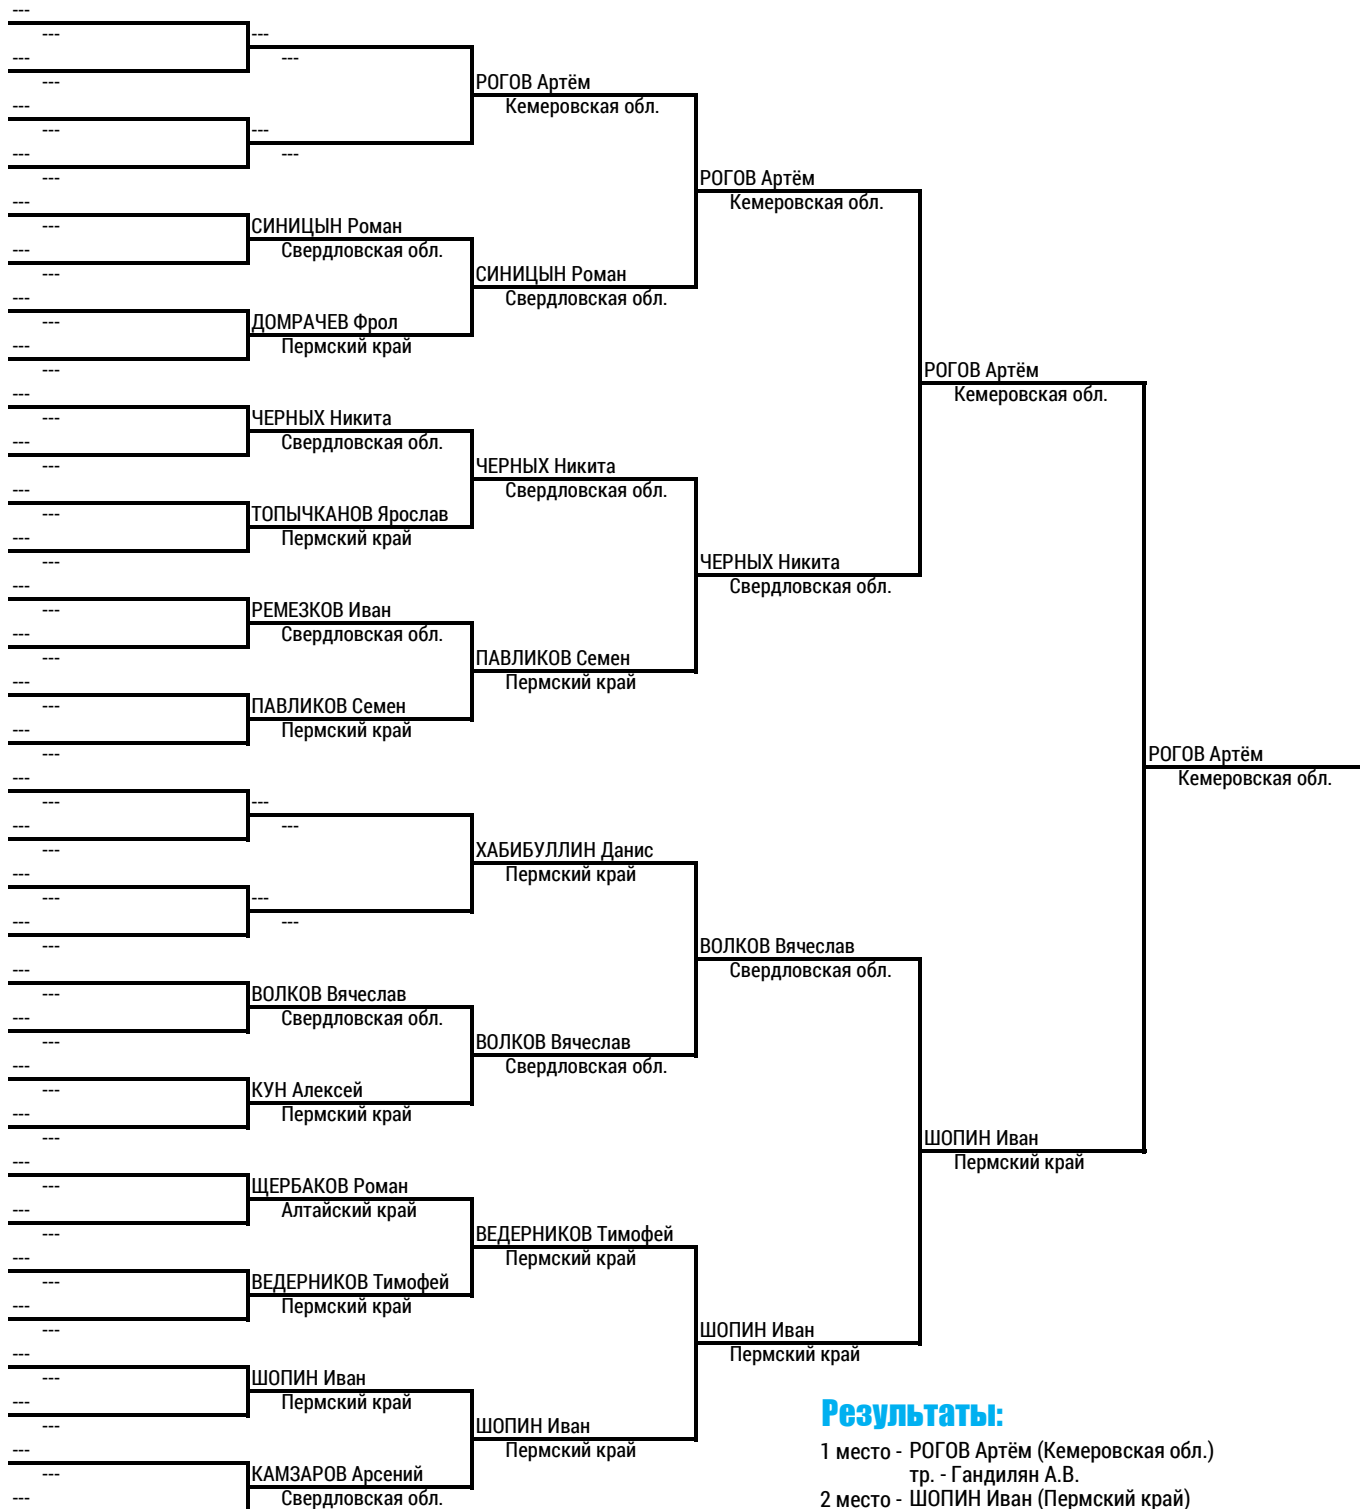 ---
--- ---
--- ---
---
РОГОВ Артём
--- Кемеровская обл.
--- ---
--- ---
---
РОГОВ Артём
--- Кемеровская обл.
--- СИНИЦЫН Роман
--- Свердловская обл.
---
СИНИЦЫН Роман
--- Свердловская обл.
--- ДОМРАЧЕВ Фрол
--- Пермский край
---
РОГОВ Артём
--- Кемеровская обл.
--- ЧЕРНЫХ Никита
--- Свердловская обл.
---
ЧЕРНЫХ Никита
--- Свердловская обл.
--- ТОПЫЧКАНОВ Ярослав
--- Пермский край
---
ЧЕРНЫХ Никита
--- Свердловская обл.
--- РЕМЕЗКОВ Иван
--- Свердловская обл.
---
ПАВЛИКОВ Семен
--- Пермский край
--- ПАВЛИКОВ Семен
--- Пермский край
---
РОГОВ Артём
--- Кемеровская обл.
--- ---
--- ---
---
ХАБИБУЛЛИН Данис
--- Пермский край
--- ---
--- ---
---
ВОЛКОВ Вячеслав
--- Свердловская обл.
--- ВОЛКОВ Вячеслав
--- Свердловская обл.
---
ВОЛКОВ Вячеслав
--- Свердловская обл.
--- КУН Алексей
--- Пермский край
---
ШОПИН Иван
--- Пермский край
--- ЩЕРБАКОВ Роман
--- Алтайский край
---
ВЕДЕРНИКОВ Тимофей
--- Пермский край
--- ВЕДЕРНИКОВ Тимофей
--- Пермский край
---
ШОПИН Иван
--- Пермский край
--- ШОПИН Иван
--- Пермский край
---
ШОПИН Иван
--- Пермский край
--- КАМЗАРОВ Арсений
--- Свердловская обл.
Результаты:
1 место - РОГОВ Артём (Кемеровская обл.)
тр. - Гандилян А.В.
2 место - ШОПИН Иван (Пермский край)